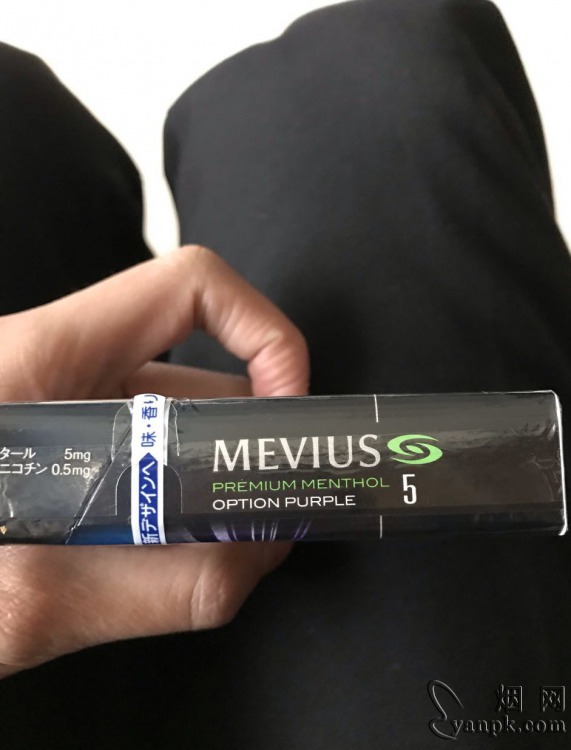 タール 5mg
ニコチン 0.5mg
新デザインへ 味・香り
MEVIUS
PREMIUM MENTHOL
OPTION PURPLE 5
烟网
yanpk.com